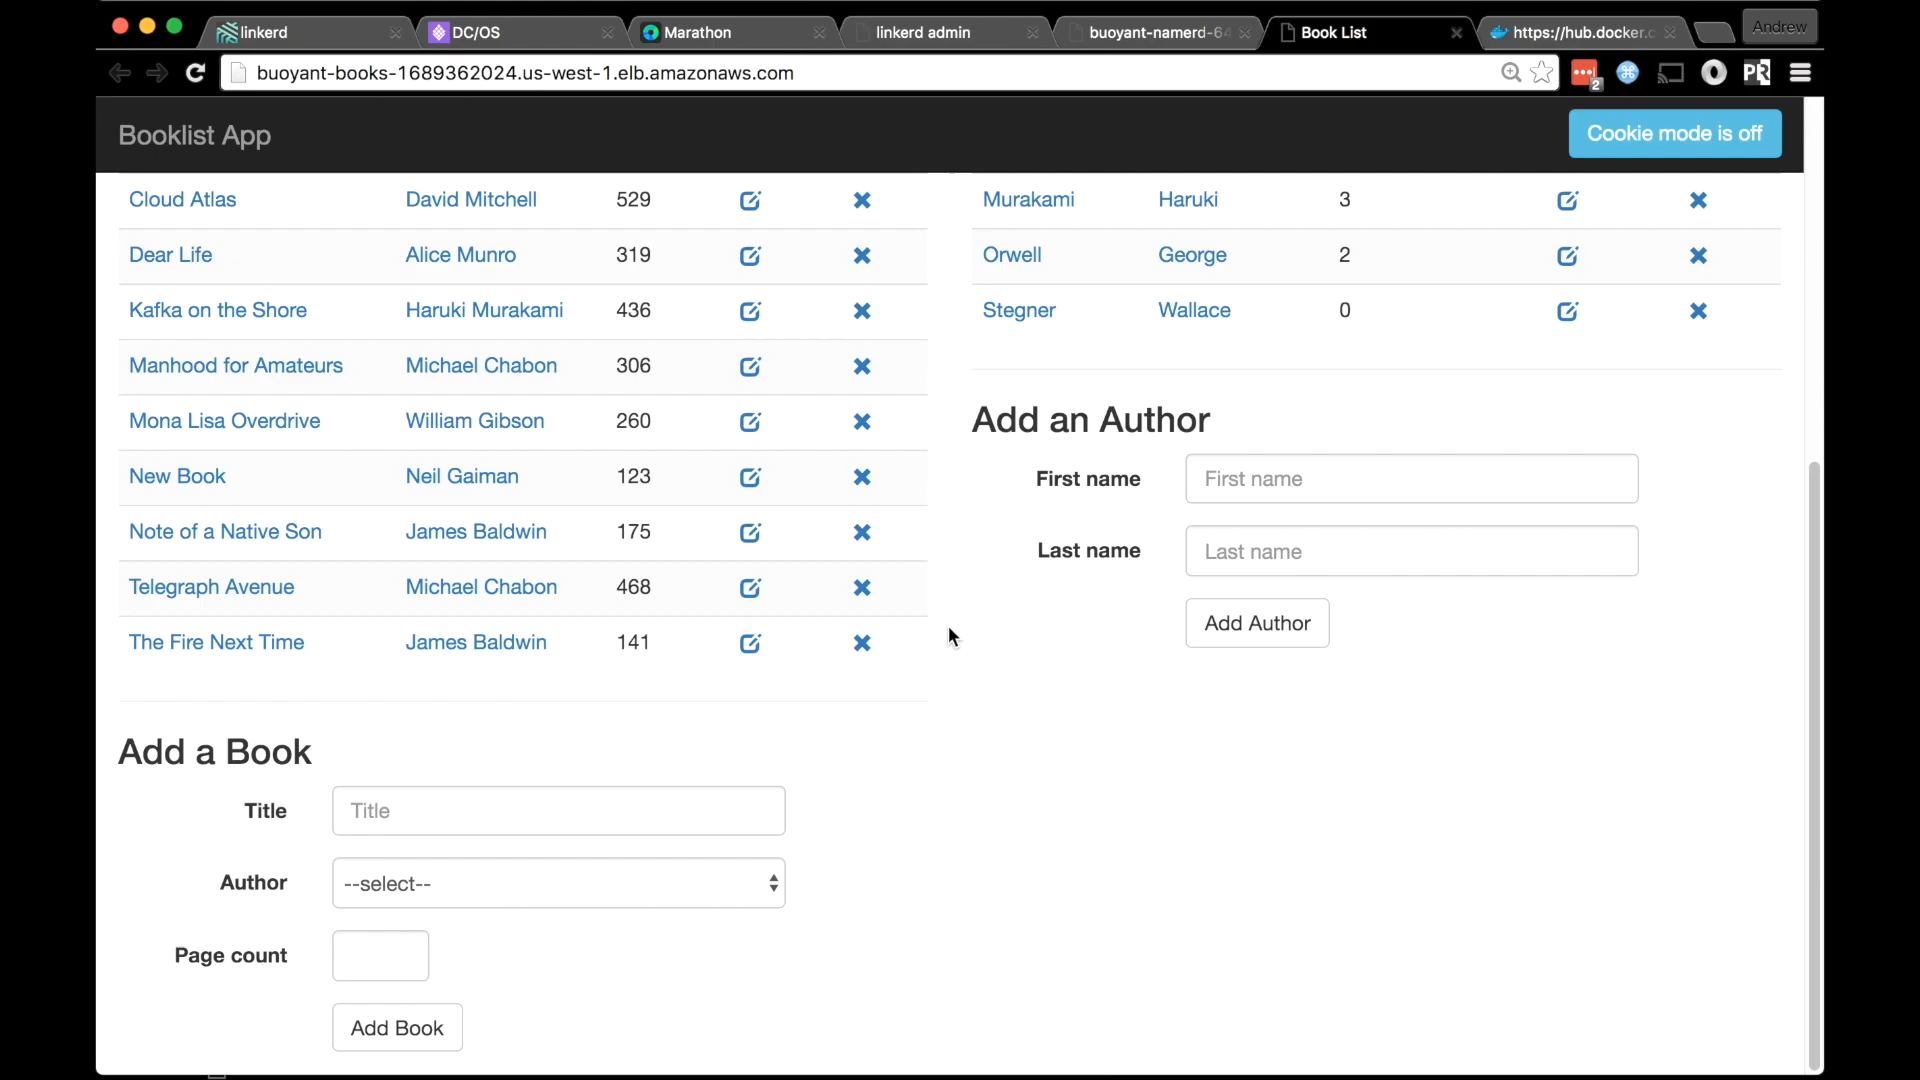 linkerd
DC/OS
Marathon
linkerd admin
buoyant-namerd-64
Book List
https://hub.docker.c
Andrew
buoyant-books-1689362024.us-west-1.elb.amazonaws.com
2
PR
Booklist App
Cookie mode is off
Cloud Atlas David Mitchell 529
Dear Life Alice Munro 319
Kafka on the Shore Haruki Murakami 436
Manhood for Amateurs Michael Chabon 306
Mona Lisa Overdrive William Gibson 260
New Book Neil Gaiman 123
Note of a Native Son James Baldwin 175
Telegraph Avenue Michael Chabon 468
The Fire Next Time James Baldwin 141
Murakami Haruki 3
Orwell George 2
Stegner Wallace 0
Add an Author
First name First name
Last name Last name
Add Author
Add a Book
Title Title
Author --select--
Page count
Add Book